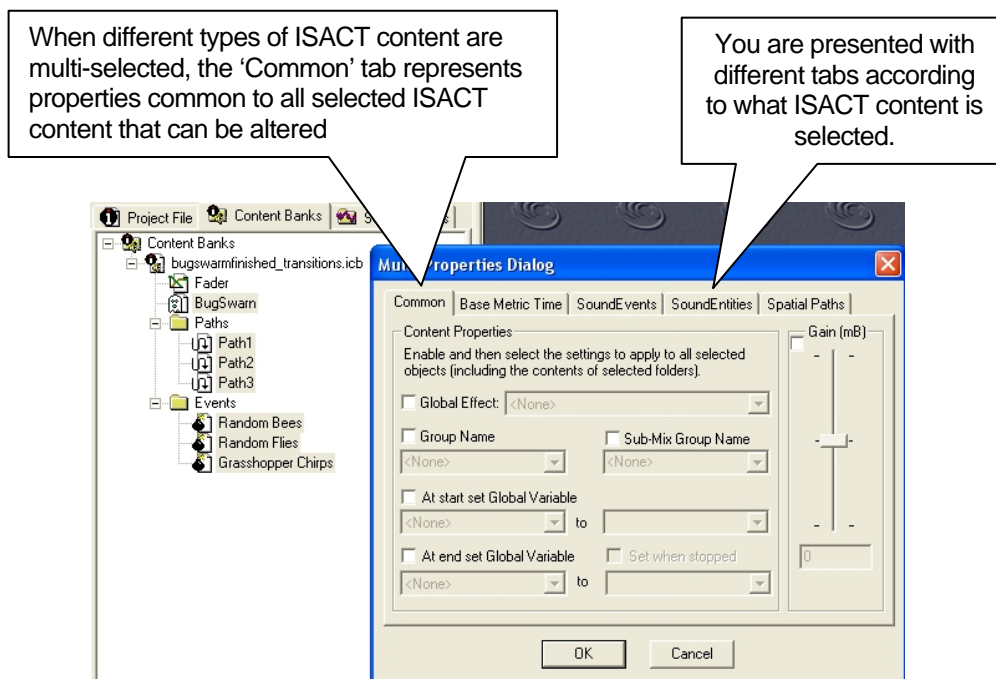 When different types of ISACT content are
multi-selected, the ‘Common’ tab represents
properties common to all selected ISACT
content that can be altered
You are presented with
different tabs according
to what ISACT content is
selected.
Project File Content Banks
Content Banks
bugswarmfinished_transitions.icb
Fader
BugSwarn
Paths
Path1
Path2
Path3
Events
Random Bees
Random Flies
Grasshopper Chirps
Properties Dialog
Common Base Metric Time SoundEvents SoundEntities Spatial Paths
Content Properties
Enable and then select the settings to apply to all selected
objects (including the contents of selected folders).
Global Effect: <None>
Group Name Sub-Mix Group Name
<None> <None>
At start set Global Variable
<None> to
At end set Global Variable Set when stopped
<None> to
Gain (mB)
0
OK Cancel